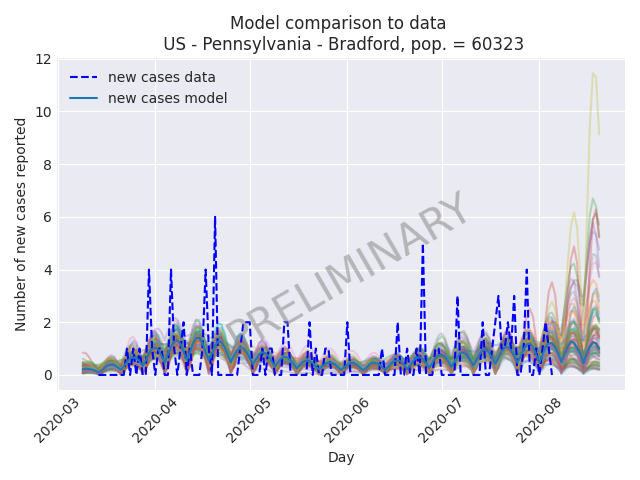 Model comparison to data
US - Pennsylvania - Bradford, pop. = 60323
new cases data
new cases model
PRELIMINARY
Number of new cases reported
12
10
8
6
4
2
0
2020-03
2020-04
2020-05
2020-06
2020-07
2020-08
Day